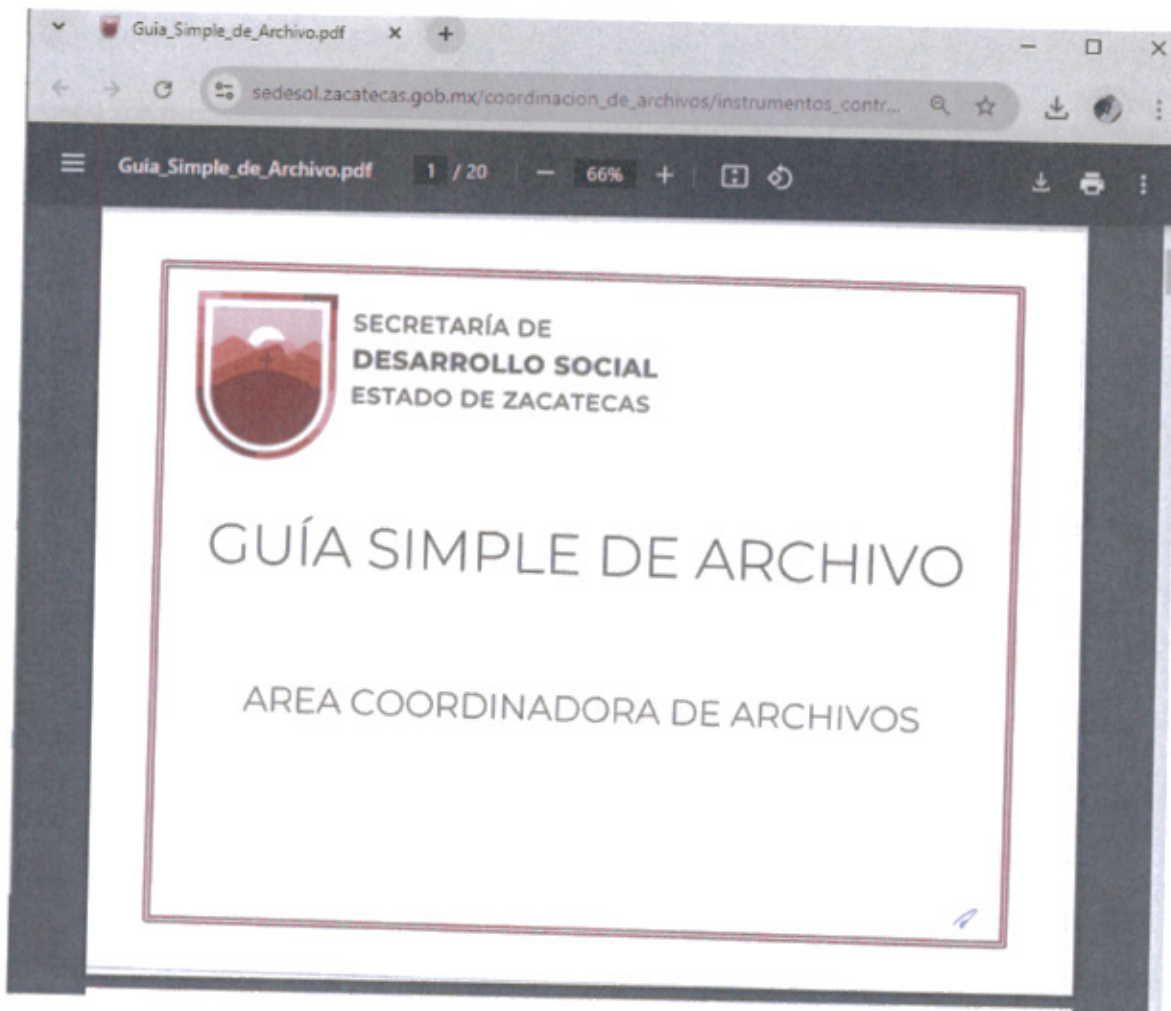 Guia_Simple_de_Archivo.pdf
sedesol.zacatecas.gob.mx/coordinacion_de_archivos/instrumentos_contr...
Guia_Simple_de_Archivo.pdf 1 / 20 — 66% +
SECRETARÍA DE
DESARROLLO SOCIAL
ESTADO DE ZACATECAS
GUÍA SIMPLE DE ARCHIVO
AREA COORDINADORA DE ARCHIVOS